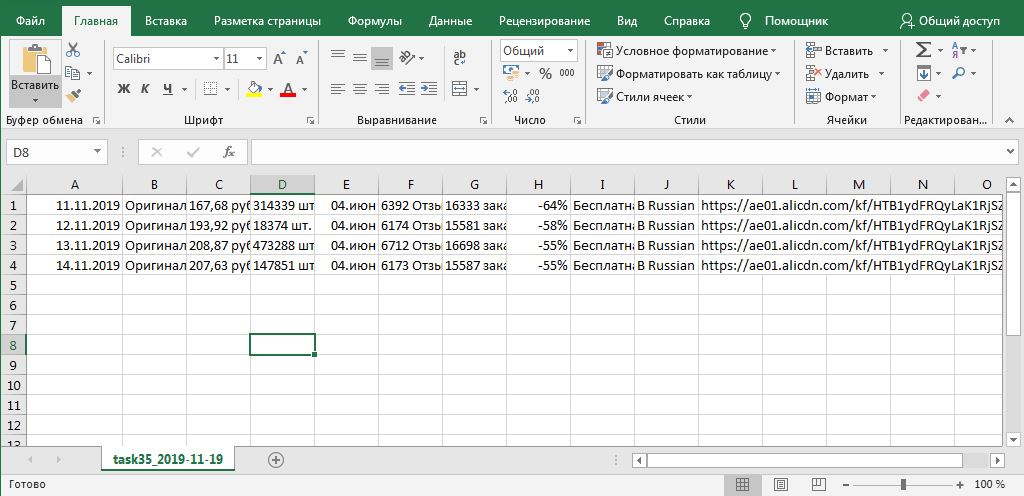 Файл Главная Вставка Разметка страницы Формулы Данные Рецензирование Вид Справка Помощник Общий доступ
Вставить
Буфер обмена
Calibri 11
Ж К Ч А
Шрифт
ab
Выравнивание
Общий
% 000
Число
Условное форматирование
Форматировать как таблицу
Стили ячеек
Стили
Вставить
Удалить
Формат
Ячейки
Редактирован...
D8 fx
A B C D E F G H I J K L M N O
1 11.11.2019 Оригинал 167,68 руб 314339 шт 04.июн 6392 Отзы 16333 зака -64% Бесплатна В Russian https://ae01.alicdn.com/kf/HTB1ydFRQyLaK1RjSZ
2 12.11.2019 Оригинал 193,92 руб 18374 шт. 04.июн 6174 Отзы 15581 зака -58% Бесплатна В Russian https://ae01.alicdn.com/kf/HTB1ydFRQyLaK1RjSZ
3 13.11.2019 Оригинал 208,87 руб 473288 шт 04.июн 6712 Отзы 16698 зака -55% Бесплатна В Russian https://ae01.alicdn.com/kf/HTB1ydFRQyLaK1RjSZ
4 14.11.2019 Оригинал 207,63 руб 147851 шт 04.июн 6173 Отзы 15587 зака -55% Бесплатна В Russian https://ae01.alicdn.com/kf/HTB1ydFRQyLaK1RjSZ
5
6
7
8
9
10
11
12
13
task35_2019-11-19
Готово 100 %